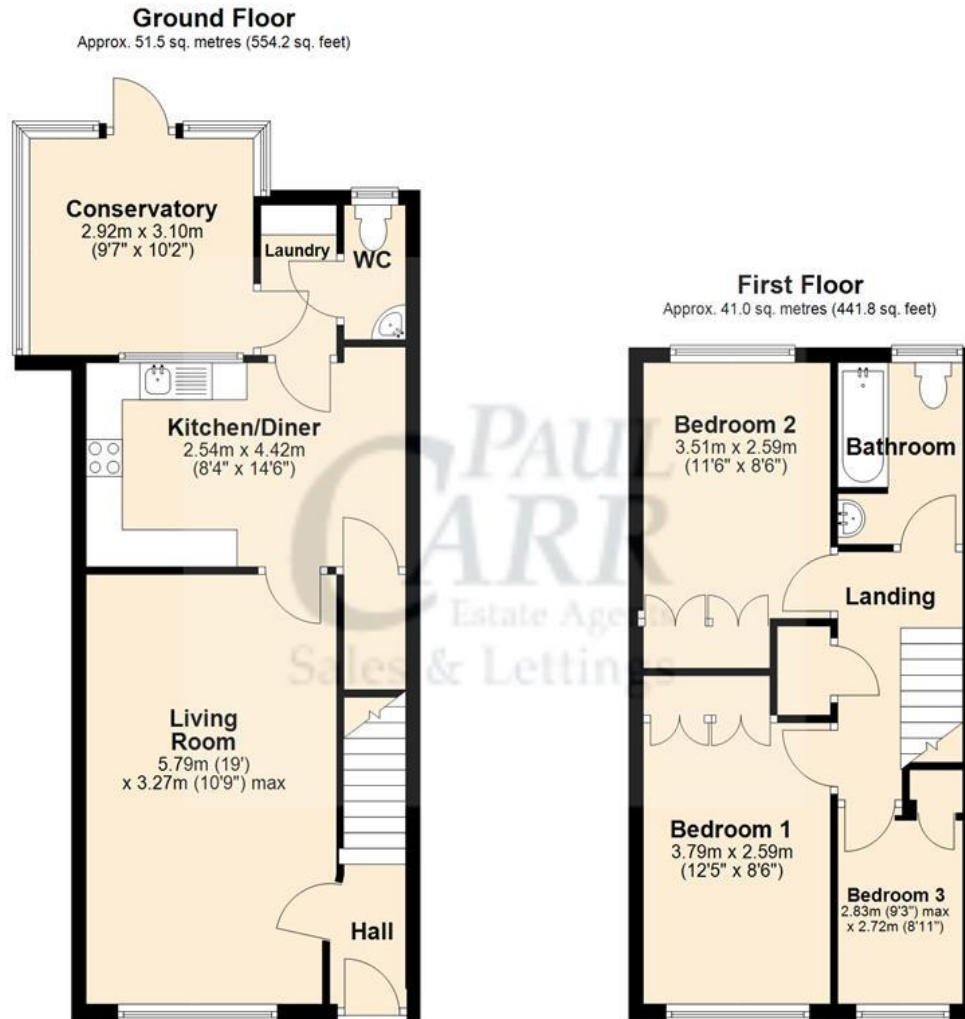 Ground Floor
Approx. 51.5 sq. metres (554.2 sq. feet)
Conservatory
2.92m x 3.10m
(9'7" x 10'2")
Laundry
WC
Kitchen/Diner
2.54m x 4.42m
(8'4" x 14'6")
Living
Room
5.79m (19')
x 3.27m (10'9") max
Hall
First Floor
Approx. 41.0 sq. metres (441.8 sq. feet)
Bedroom 2
3.51m x 2.59m
(11'6" x 8'6")
Bathroom
Landing
Bedroom 1
3.79m x 2.59m
(12'5" x 8'6")
Bedroom 3
2.83m (9'3") max
x 2.72m (8'11")
PAUL
CARR
Estate Agents
Sales & Lettings